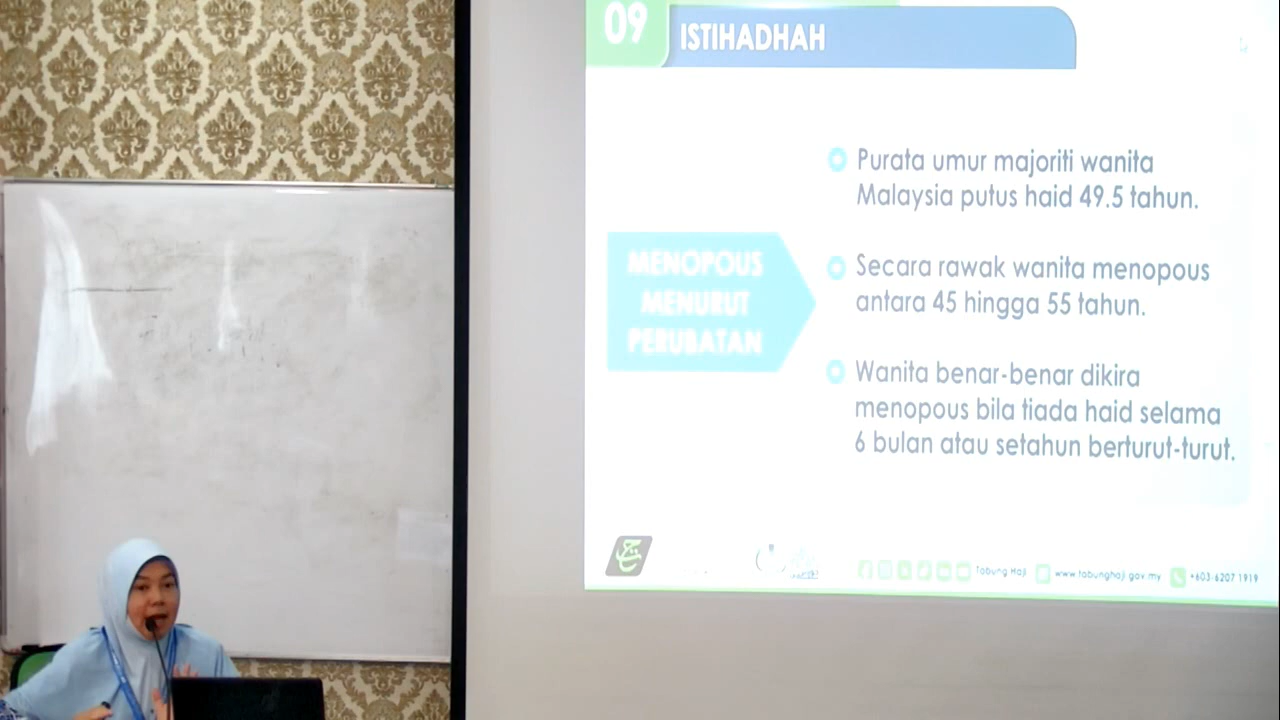 09
ISTIHADHAH
MENOPOUS
MENURUT
PERUBATAN
Purata umur majoriti wanita
Malaysia putus haid 49.5 tahun.
Secara rawak wanita menopous
antara 45 hingga 55 tahun.
Wanita benar-benar dikira
menopous bila tiada haid selama
6 bulan atau setahun berturut-turut.
Tabung Haji
www.tabunghaji.gov.my
+603-6207 1919